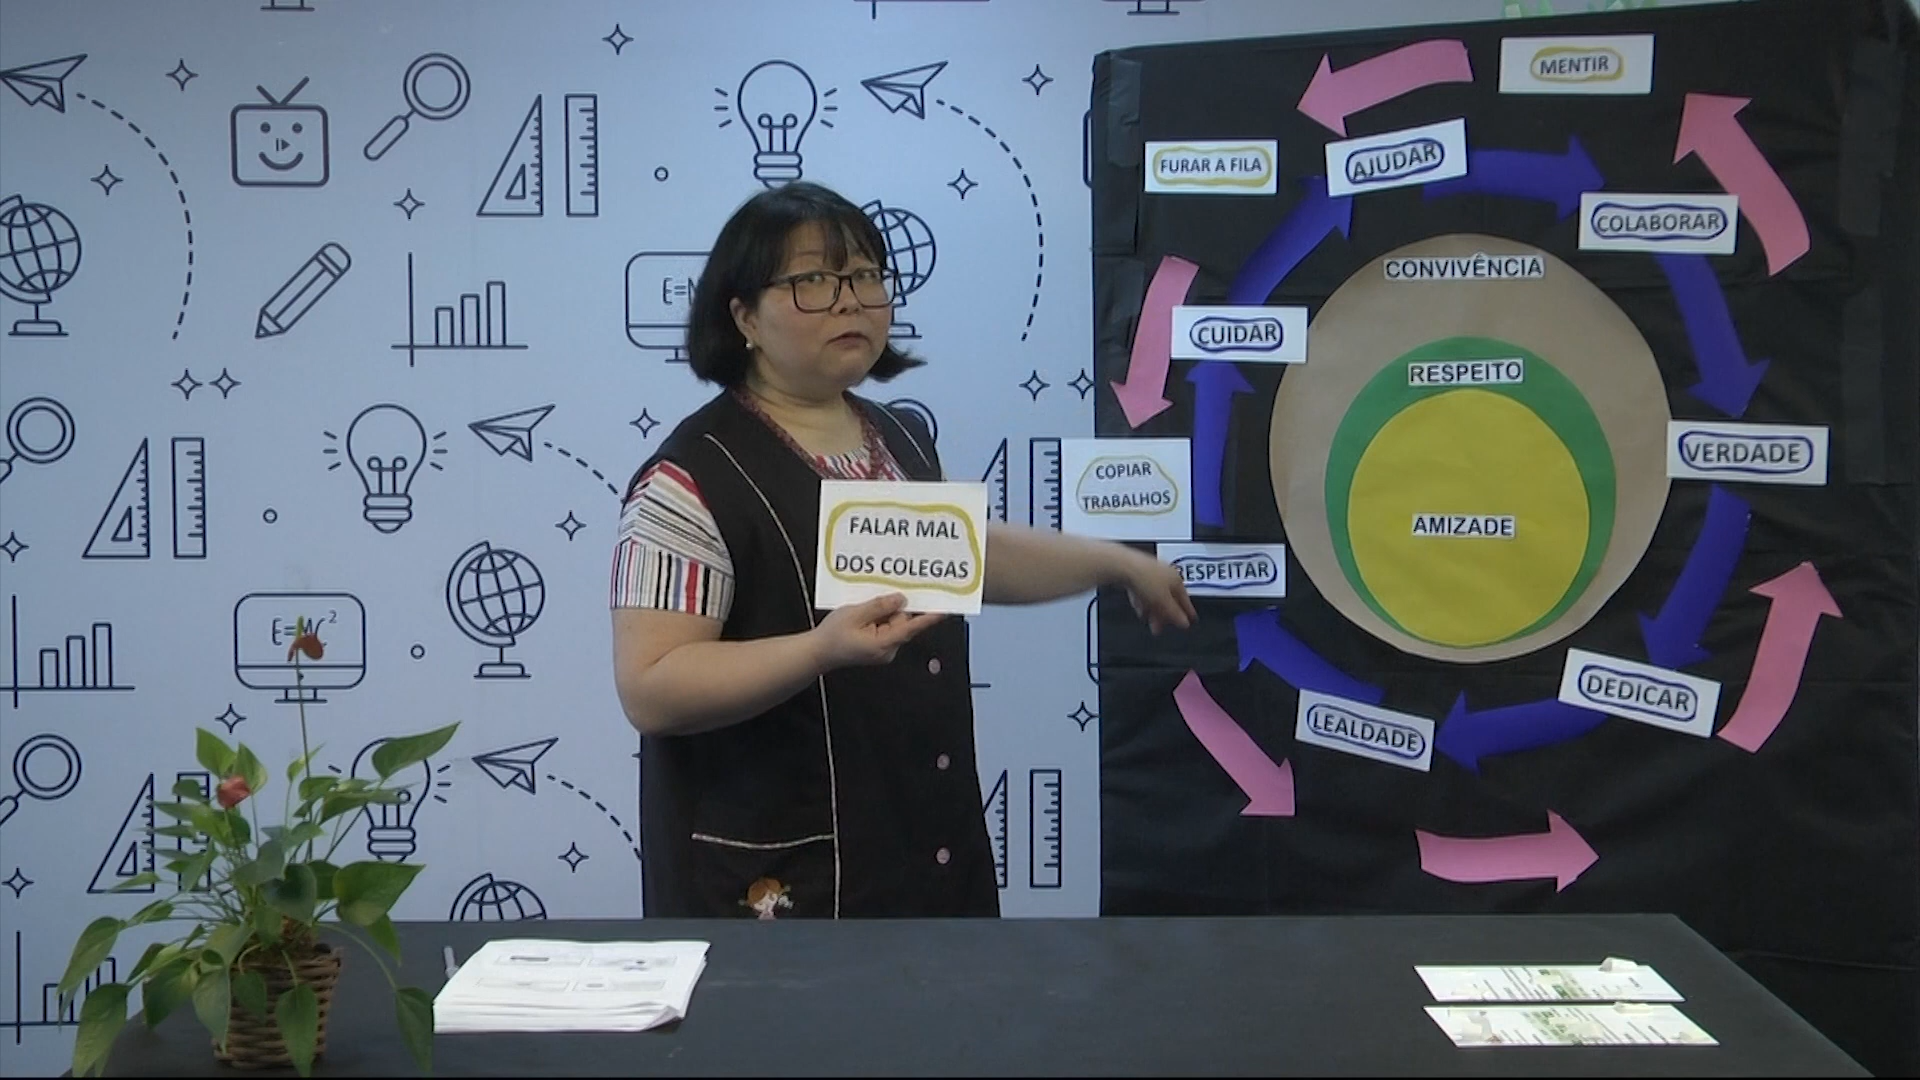 MENTIR
FURAR A FILA
AJUDAR
COLABORAR
CONVIVÊNCIA
CUIDAR
RESPEITO
VERDADE
COPIAR
TRABALHOS
AMIZADE
FALAR MAL
DOS COLEGAS
RESPEITAR
DEDICAR
LEALDADE
E=MC²